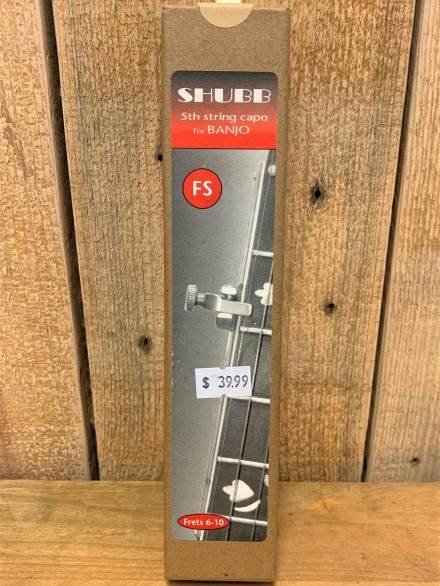 SHUBB
5th string capo
for BANJO
FS
$ 39.99
Frets 6-10